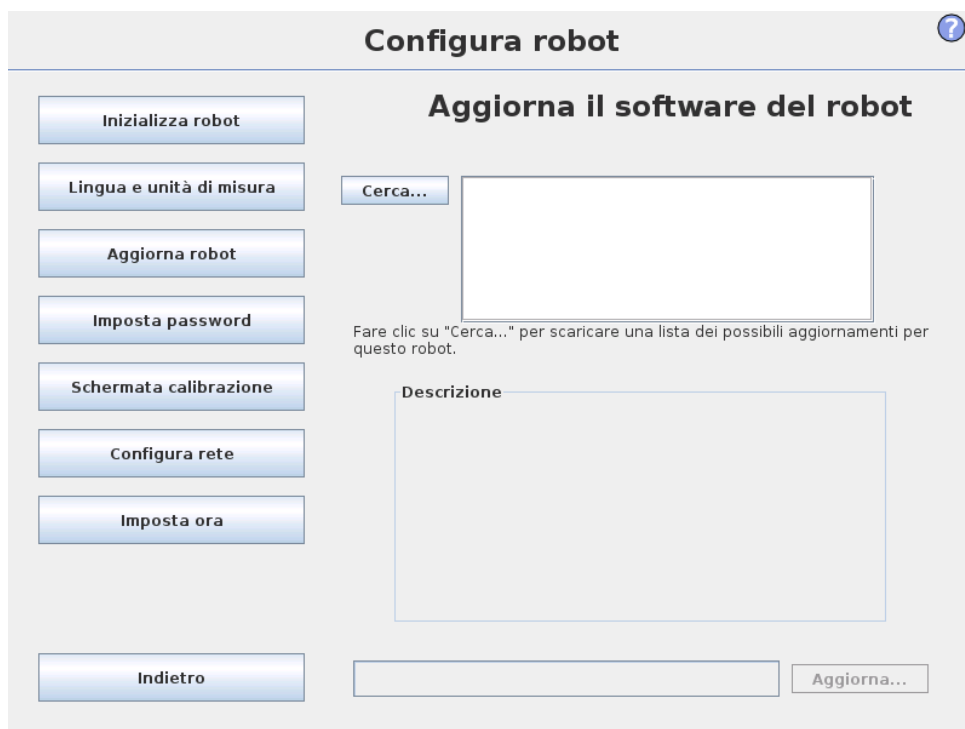 Configura robot
?
Inizializza robot
Lingua e unità di misura
Aggiorna robot
Imposta password
Schermata calibrazione
Configura rete
Imposta ora
Indietro
Aggiorna il software del robot
Cerca...
Fare clic su "Cerca..." per scaricare una lista dei possibili aggiornamenti per
questo robot.
Descrizione
Aggiorna...